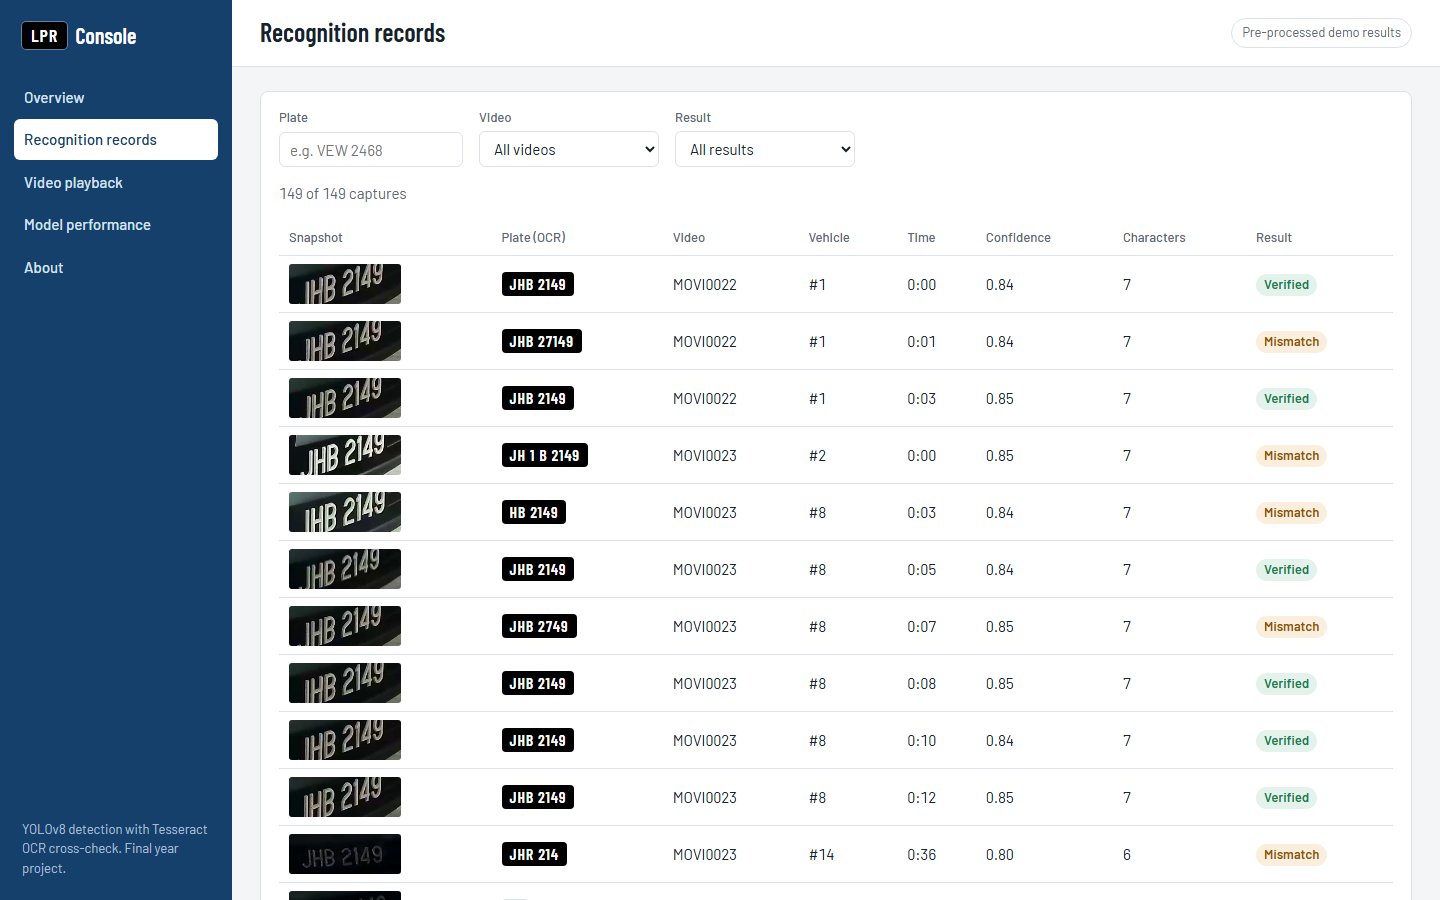 LPR Console
Overview
Recognition records
Video playback
Model performance
About
YOLOv8 detection with Tesseract
OCR cross-check. Final year
project.
Recognition records
Pre-processed demo results
Plate Video Result
e.g. VEW 2468 All videos All results
149 of 149 captures
Snapshot Plate (OCR) Video Vehicle Time Confidence Characters Result
JHB 2149 JHB 2149 MOVI0022 #1 0:00 0.84 7 Verified
JHB 2149 JHB 27149 MOVI0022 #1 0:01 0.84 7 Mismatch
JHB 2149 JHB 2149 MOVI0022 #1 0:03 0.85 7 Verified
JHB 2149 JH 1 B 2149 MOVI0023 #2 0:00 0.85 7 Mismatch
JHB 2149 HB 2149 MOVI0023 #8 0:03 0.84 7 Mismatch
JHB 2149 JHB 2149 MOVI0023 #8 0:05 0.84 7 Verified
JHB 2149 JHB 2749 MOVI0023 #8 0:07 0.85 7 Mismatch
JHB 2149 JHB 2149 MOVI0023 #8 0:08 0.85 7 Verified
JHB 2149 JHB 2149 MOVI0023 #8 0:10 0.84 7 Verified
JHB 2149 JHB 2149 MOVI0023 #8 0:12 0.85 7 Verified
JHB 2149 JHR 214 MOVI0023 #14 0:36 0.80 6 Mismatch